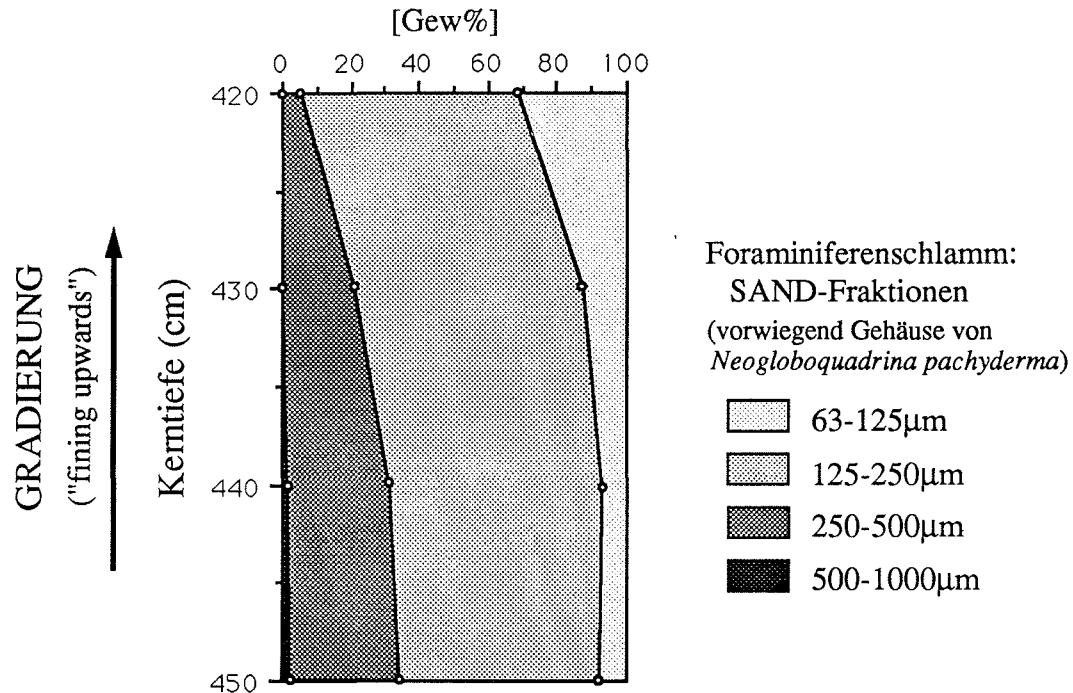 [Gew%]
0 20 40 60 80 100
420
430
440
450
Kerntiefe (cm)
GRADIERUNG
("fining upwards")
Foraminiferenschlamm:
SAND-Fraktionen
(vorwiegend Gehäuse von
Neogloboquadrina pachyderma)
63-125µm
125-250µm
250-500µm
500-1000µm